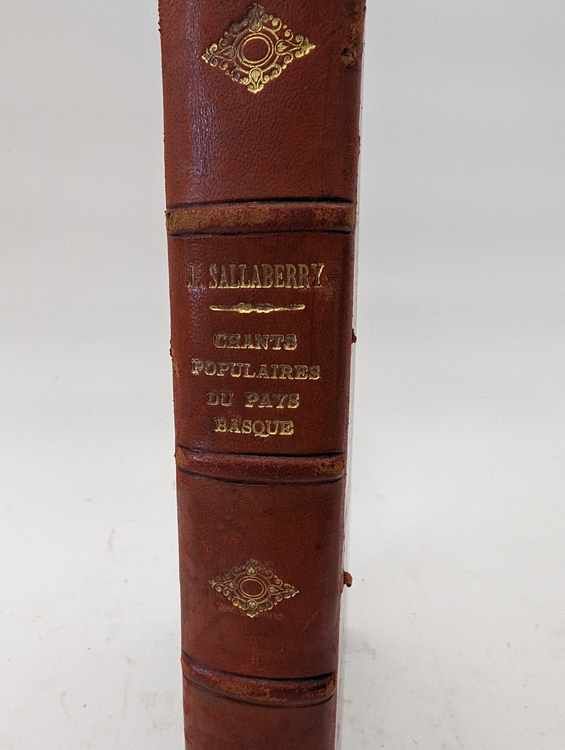 J. SALLABERRY.
CHANTS
POPULAIRES
DU PAYS
BASQUE